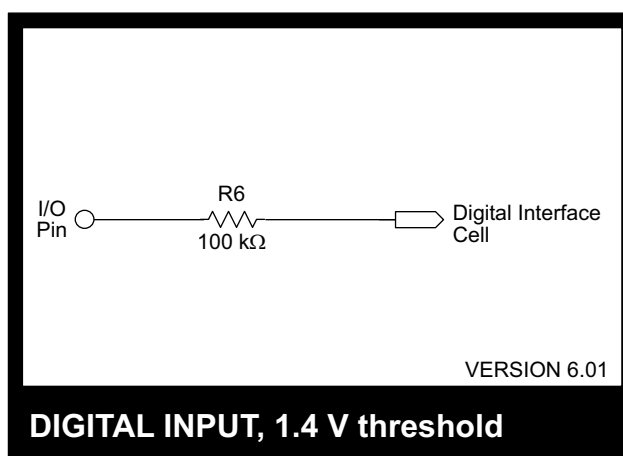 R6
I/O
Pin
100 kΩ
Digital Interface
Cell
VERSION 6.01
DIGITAL INPUT, 1.4 V threshold